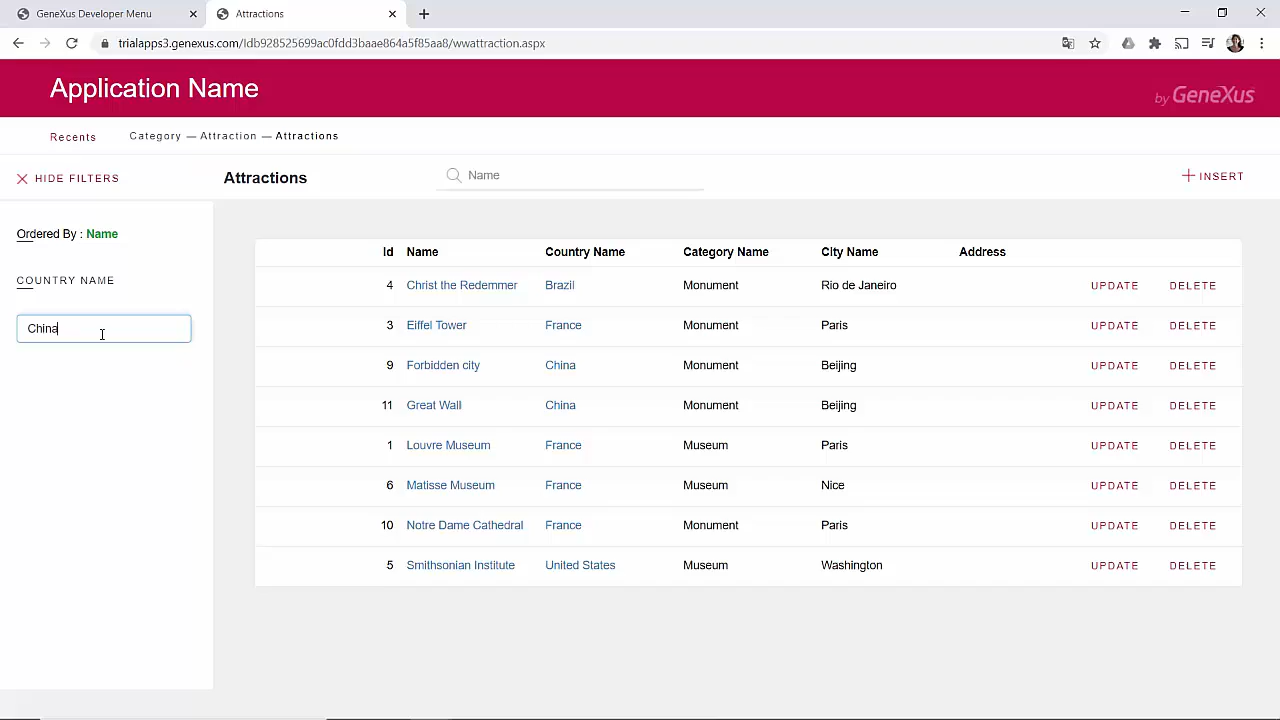 GeneXus Developer Menu
Attractions
trialapps3.genexus.com/Idb928525699ac0fdd3baae864a5f85aa8/wwattraction.aspx
Application Name
by GeneXus
Recents Category — Attraction — Attractions
HIDE FILTERS
Attractions
Name
INSERT
Ordered By : Name
COUNTRY NAME
China
Id Name Country Name Category Name City Name Address
4 Christ the Redemmer Brazil Monument Rio de Janeiro UPDATE DELETE
3 Eiffel Tower France Monument Paris UPDATE DELETE
9 Forbidden city China Monument Beijing UPDATE DELETE
11 Great Wall China Monument Beijing UPDATE DELETE
1 Louvre Museum France Museum Paris UPDATE DELETE
6 Matisse Museum France Museum Nice UPDATE DELETE
10 Notre Dame Cathedral France Monument Paris UPDATE DELETE
5 Smithsonian Institute United States Museum Washington UPDATE DELETE